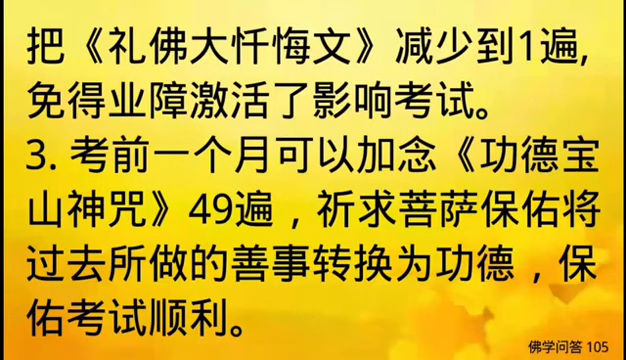 把《礼佛大忏悔文》减少到1遍,
免得业障激活了影响考试。
3. 考前一个月可以加念《功德宝
山神咒》49遍，祈求菩萨保佑将
过去所做的善事转换为功德，保
佑考试顺利。
佛学问答 105